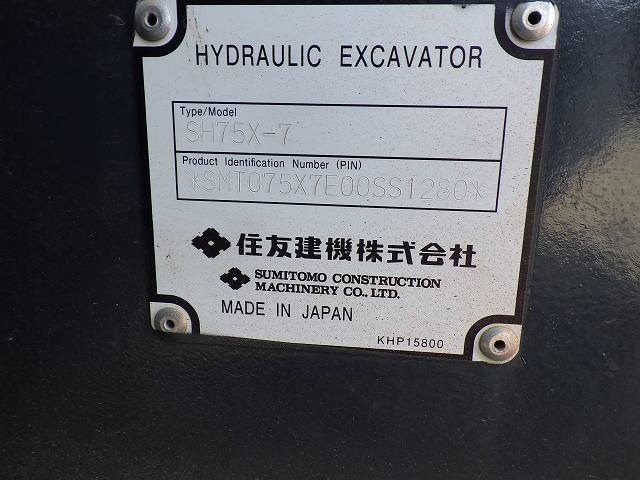 HYDRAULIC EXCAVATOR
Type/Model
SH75X-7
Product Identification Number (PIN)
*SMT075X7E00SS1280*
住友建機株式会社
SUMITOMO CONSTRUCTION
MACHINERY CO., LTD.
MADE IN JAPAN
KHP15800